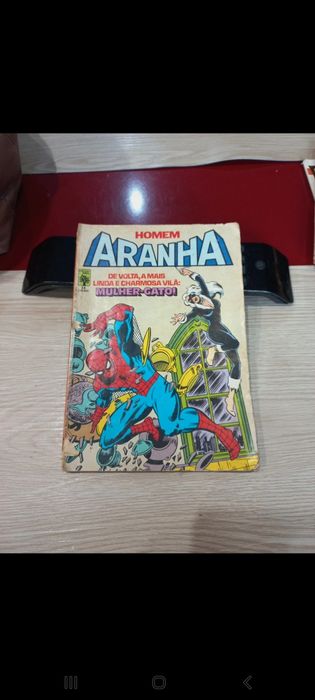 HOMEM
ARANHA
DE VOLTA, A MAIS
LINDA E CHARMOSA VILÃ:
MULHER-GATO!